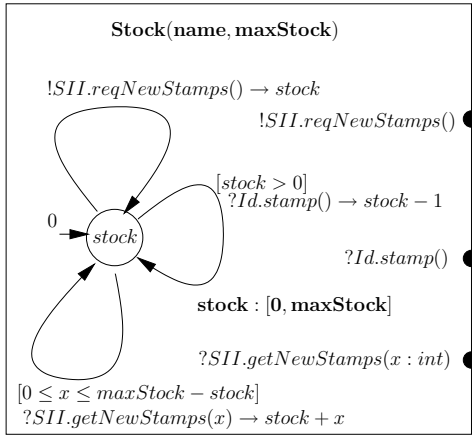 Stock(name, maxStock)
!SII.reqNewStamps() → stock
!SII.reqNewStamps()
[stock > 0]
?Id.stamp() → stock − 1
0
stock
?Id.stamp()
stock : [0, maxStock]
?SII.getNewStamps(x : int)
[0 ≤ x ≤ maxStock − stock]
?SII.getNewStamps(x) → stock + x